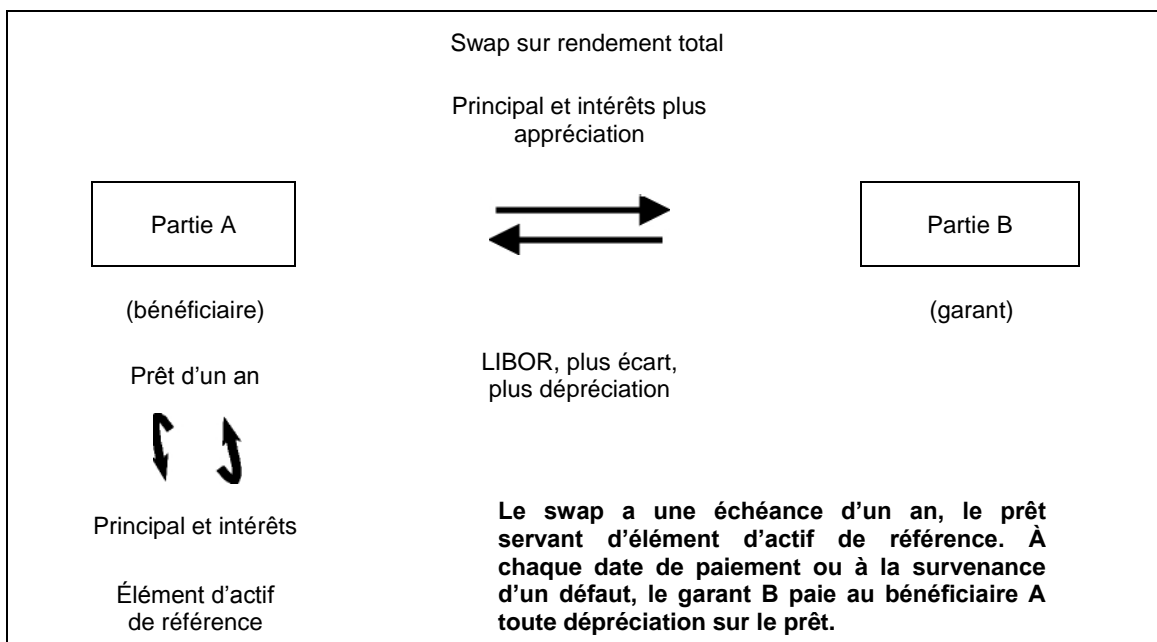 Swap sur rendement total
Principal et intérêts plus
appréciation
Partie A
Partie B
(bénéficiaire)
(garant)
Prêt d'un an
LIBOR, plus écart,
plus dépréciation
Principal et intérêts
Élément d'actif
de référence
Le swap a une échéance d'un an, le prêt
servant d'élément d'actif de référence. À
chaque date de paiement ou à la survenance
d'un défaut, le garant B paie au bénéficiaire A
toute dépréciation sur le prêt.